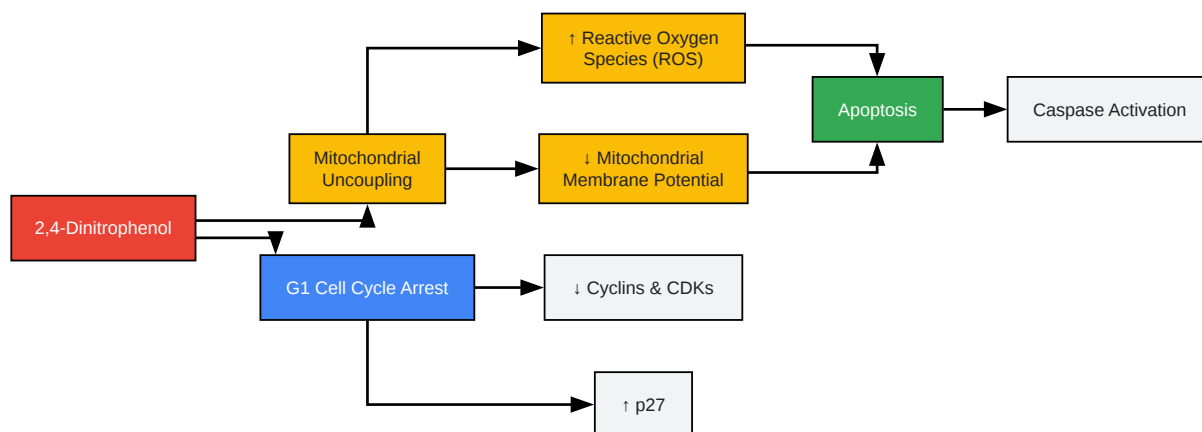 ↑ Reactive Oxygen
Species (ROS)
Apoptosis
Caspase Activation
Mitochondrial
Uncoupling
↓ Mitochondrial
Membrane Potential
2,4-Dinitrophenol
G1 Cell Cycle Arrest
↓ Cyclins & CDKs
↑ p27